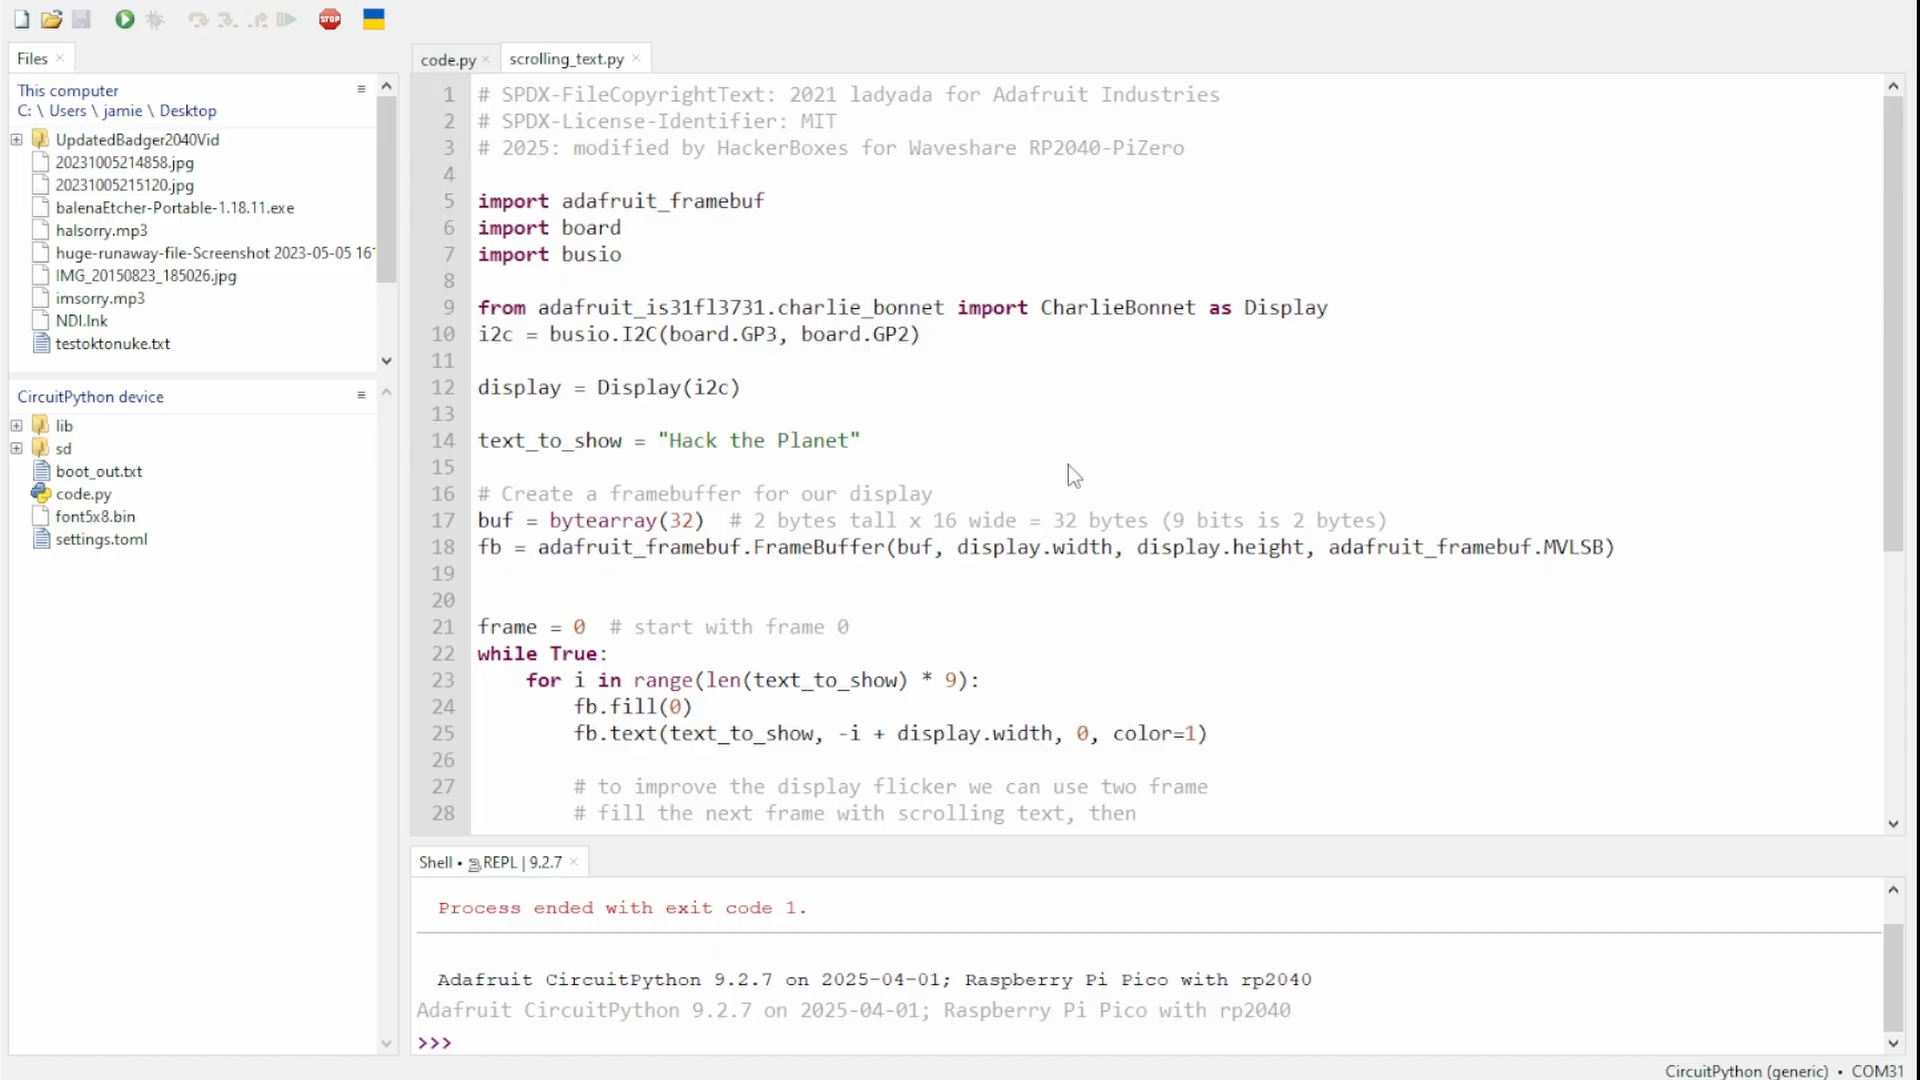 STOP
Files
This computer
C: \ Users \ jamie \ Desktop
UpdatedBadger2040Vid
20231005214858.jpg
20231005215120.jpg
balenaEtcher-Portable-1.18.11.exe
halsorry.mp3
huge-runaway-file-Screenshot 2023-05-05 16
IMG_20150823_185026.jpg
imsorry.mp3
NDI.lnk
testoktonuke.txt
CircuitPython device
lib
sd
boot_out.txt
code.py
font5x8.bin
settings.toml
code.py
scrolling_text.py
1 # SPDX-FileCopyrightText: 2021 ladyada for Adafruit Industries
2 # SPDX-License-Identifier: MIT
3 # 2025: modified by HackerBoxes for Waveshare RP2040-PiZero
4
5 import adafruit_framebuf
6 import board
7 import busio
8
9 from adafruit_is31fl3731.charlie_bonnet import CharlieBonnet as Display
10 i2c = busio.I2C(board.GP3, board.GP2)
11
12 display = Display(i2c)
13
14 text_to_show = "Hack the Planet"
15
16 # Create a framebuffer for our display
17 buf = bytearray(32)  # 2 bytes tall x 16 wide = 32 bytes (9 bits is 2 bytes)
18 fb = adafruit_framebuf.FrameBuffer(buf, display.width, display.height, adafruit_framebuf.MVLSB)
19
20
21 frame = 0  # start with frame 0
22 while True:
23     for i in range(len(text_to_show) * 9):
24         fb.fill(0)
25         fb.text(text_to_show, -i + display.width, 0, color=1)
26
27         # to improve the display flicker we can use two frame
28         # fill the next frame with scrolling text, then
Shell • REPL | 9.2.7
Process ended with exit code 1.
Adafruit CircuitPython 9.2.7 on 2025-04-01; Raspberry Pi Pico with rp2040
Adafruit CircuitPython 9.2.7 on 2025-04-01; Raspberry Pi Pico with rp2040
>>>
CircuitPython (generic) • COM31